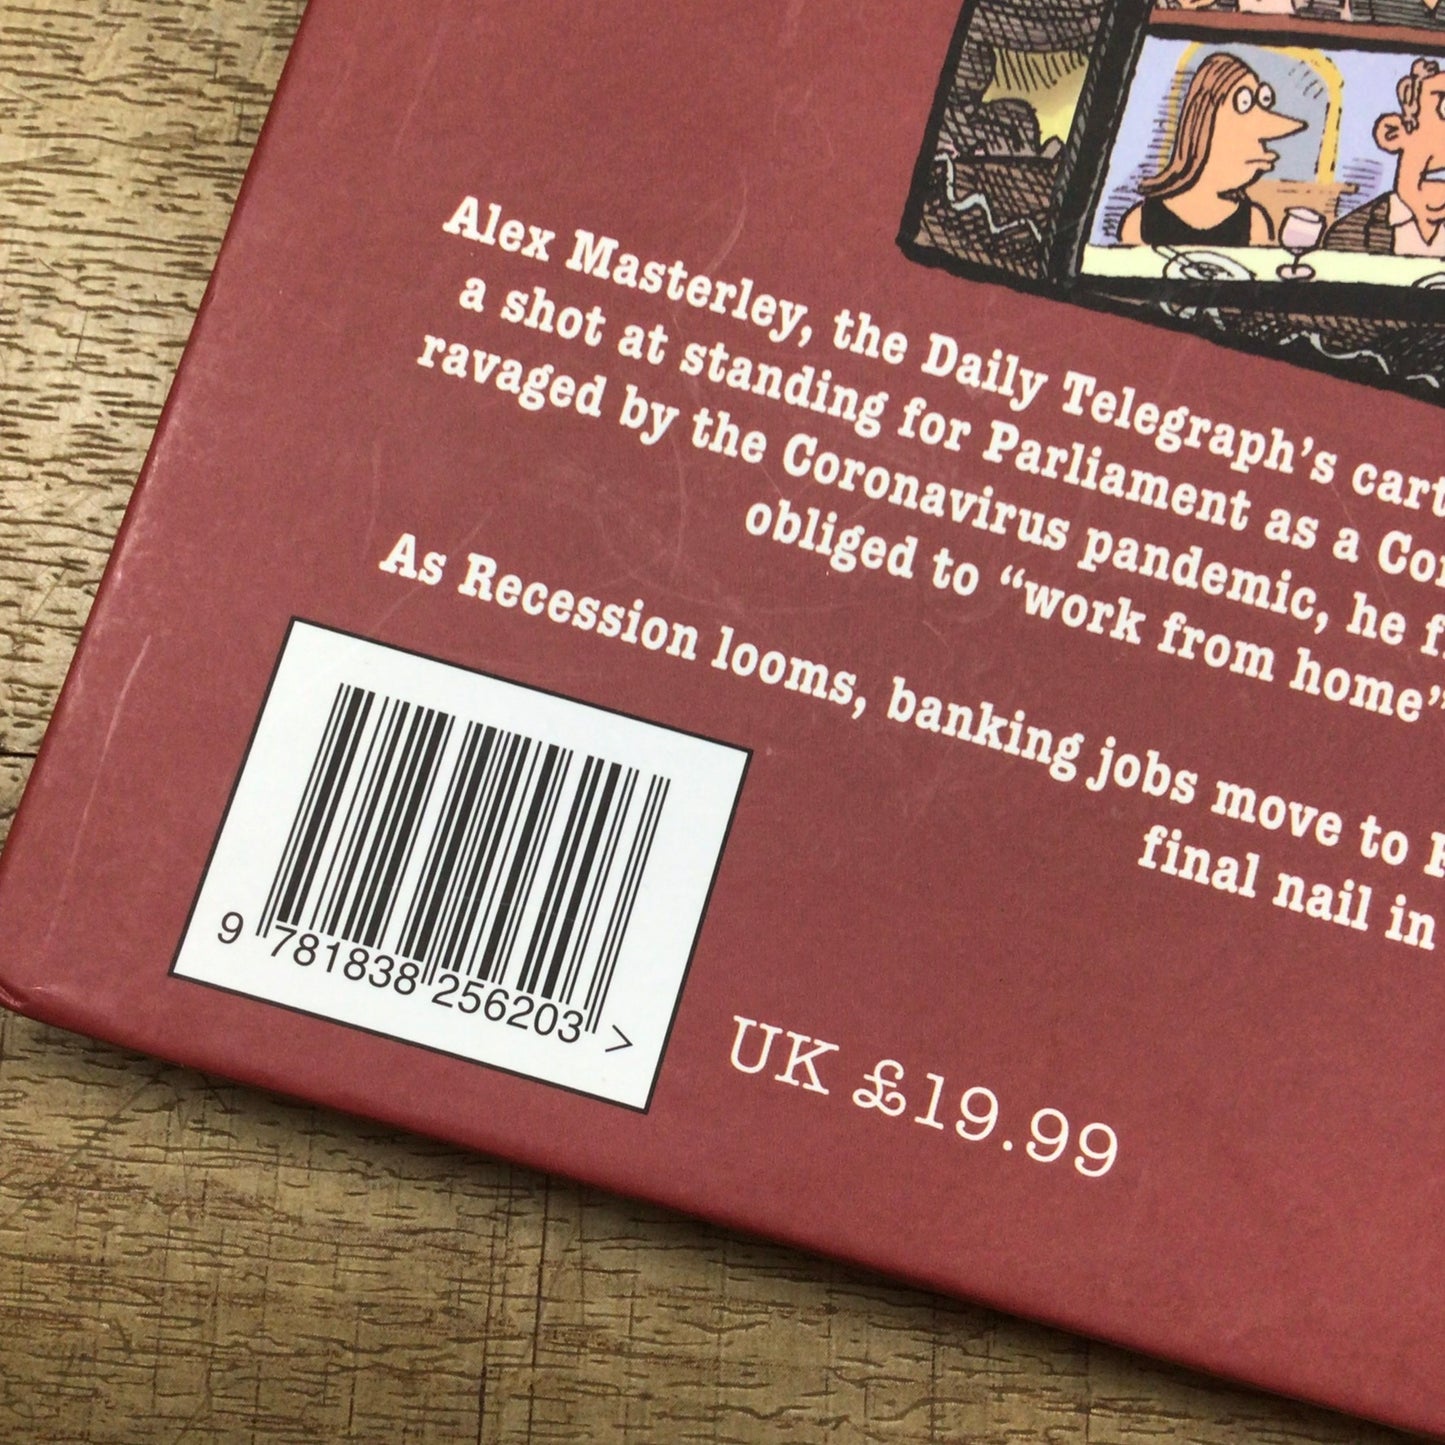 Alex Masterley, the Daily Telegraph's
a shot at standing for Parliament as a
ravaged by the Coronavirus pandemic, he
obliged to “work from home”
As Recession looms, banking jobs move to
final nail in
9 781838 256203 >
UK £19.99